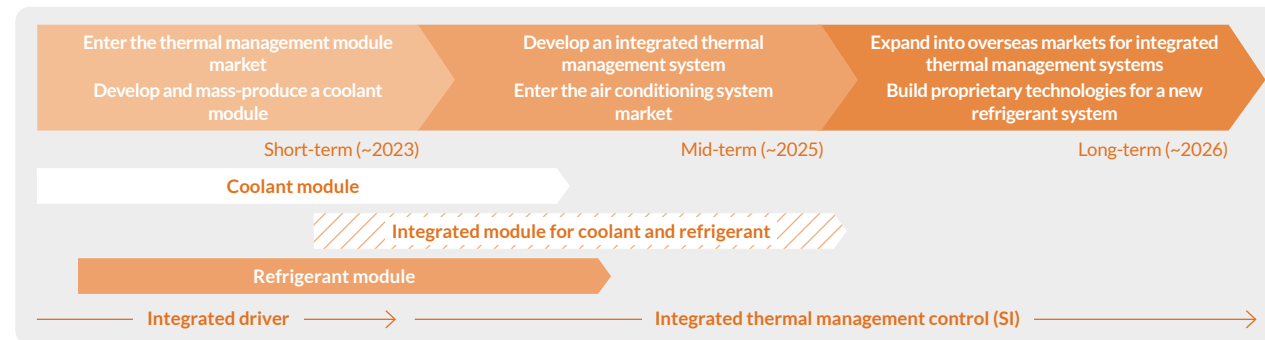 Enter the thermal management module
market
Develop and mass-produce a coolant
module
Develop an integrated thermal
management system
Enter the air conditioning system
market
Expand into overseas markets for integrated
thermal management systems
Build proprietary technologies for a new
refrigerant system
Short-term (~2023)
Mid-term (~2025)
Long-term (~2026)
Coolant module
Integrated module for coolant and refrigerant
Refrigerant module
Integrated driver
Integrated thermal management control (SI)